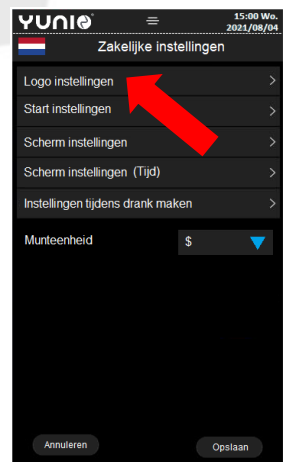 YUNIO 15:00 Wo.
2021/08/04
Zakelijke instellingen
Logo instellingen
Start instellingen
Scherm instellingen
Scherm instellingen (Tijd)
Instellingen tijdens drank maken
Munteenheid $
Annuleren Opslaan